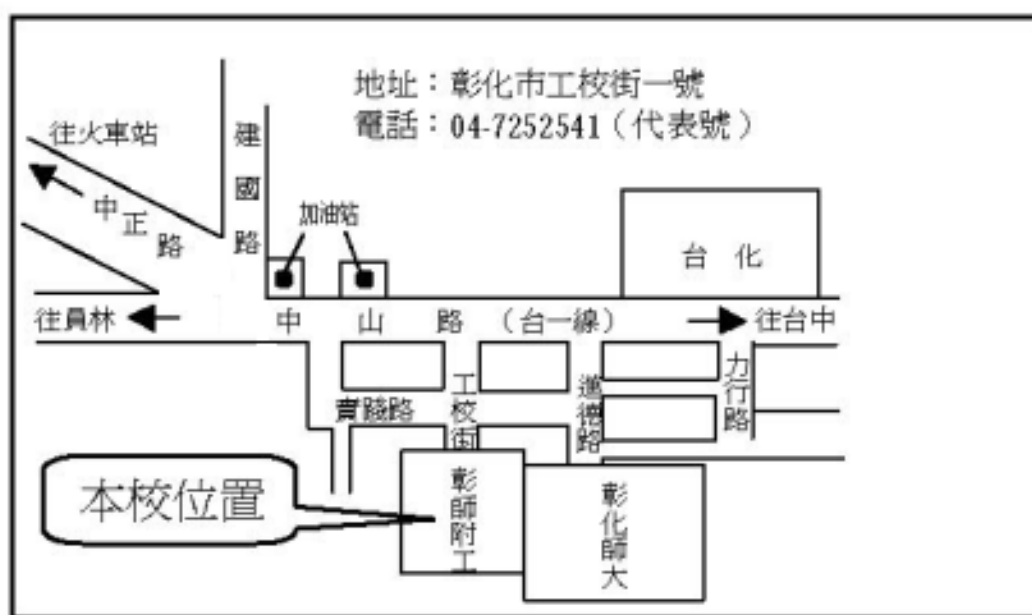 地址：彰化市工校街一號
電話：04-7252541（代表號）
往火車站
建國路
中正路
加油站
台化
往員林
中山路（台一線）
往台中
實踐路
工校街
進德路
力行路
本校位置
彰師附工
彰化師大